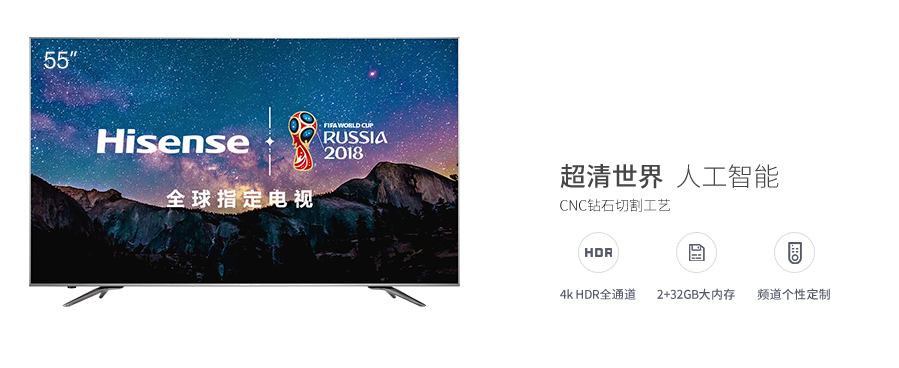 55"
Hisense
FIFA WORLD CUP
RUSSIA
2018
全球指定电视
超清世界 人工智能
CNC钻石切割工艺
HDR
4k HDR全通道
2+32GB大内存
频道个性定制